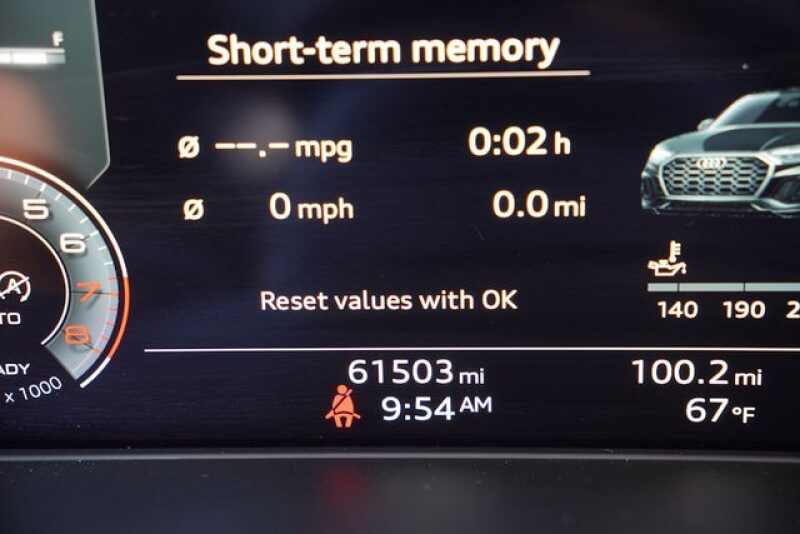 Short-term memory
F
ø --.- mpg 0:02 h
ø 0 mph 0.0 mi
5
6
7
8
A
Reset values with OK
140 190
x 1000
61503 mi 100.2 mi
9:54 AM 67 °F